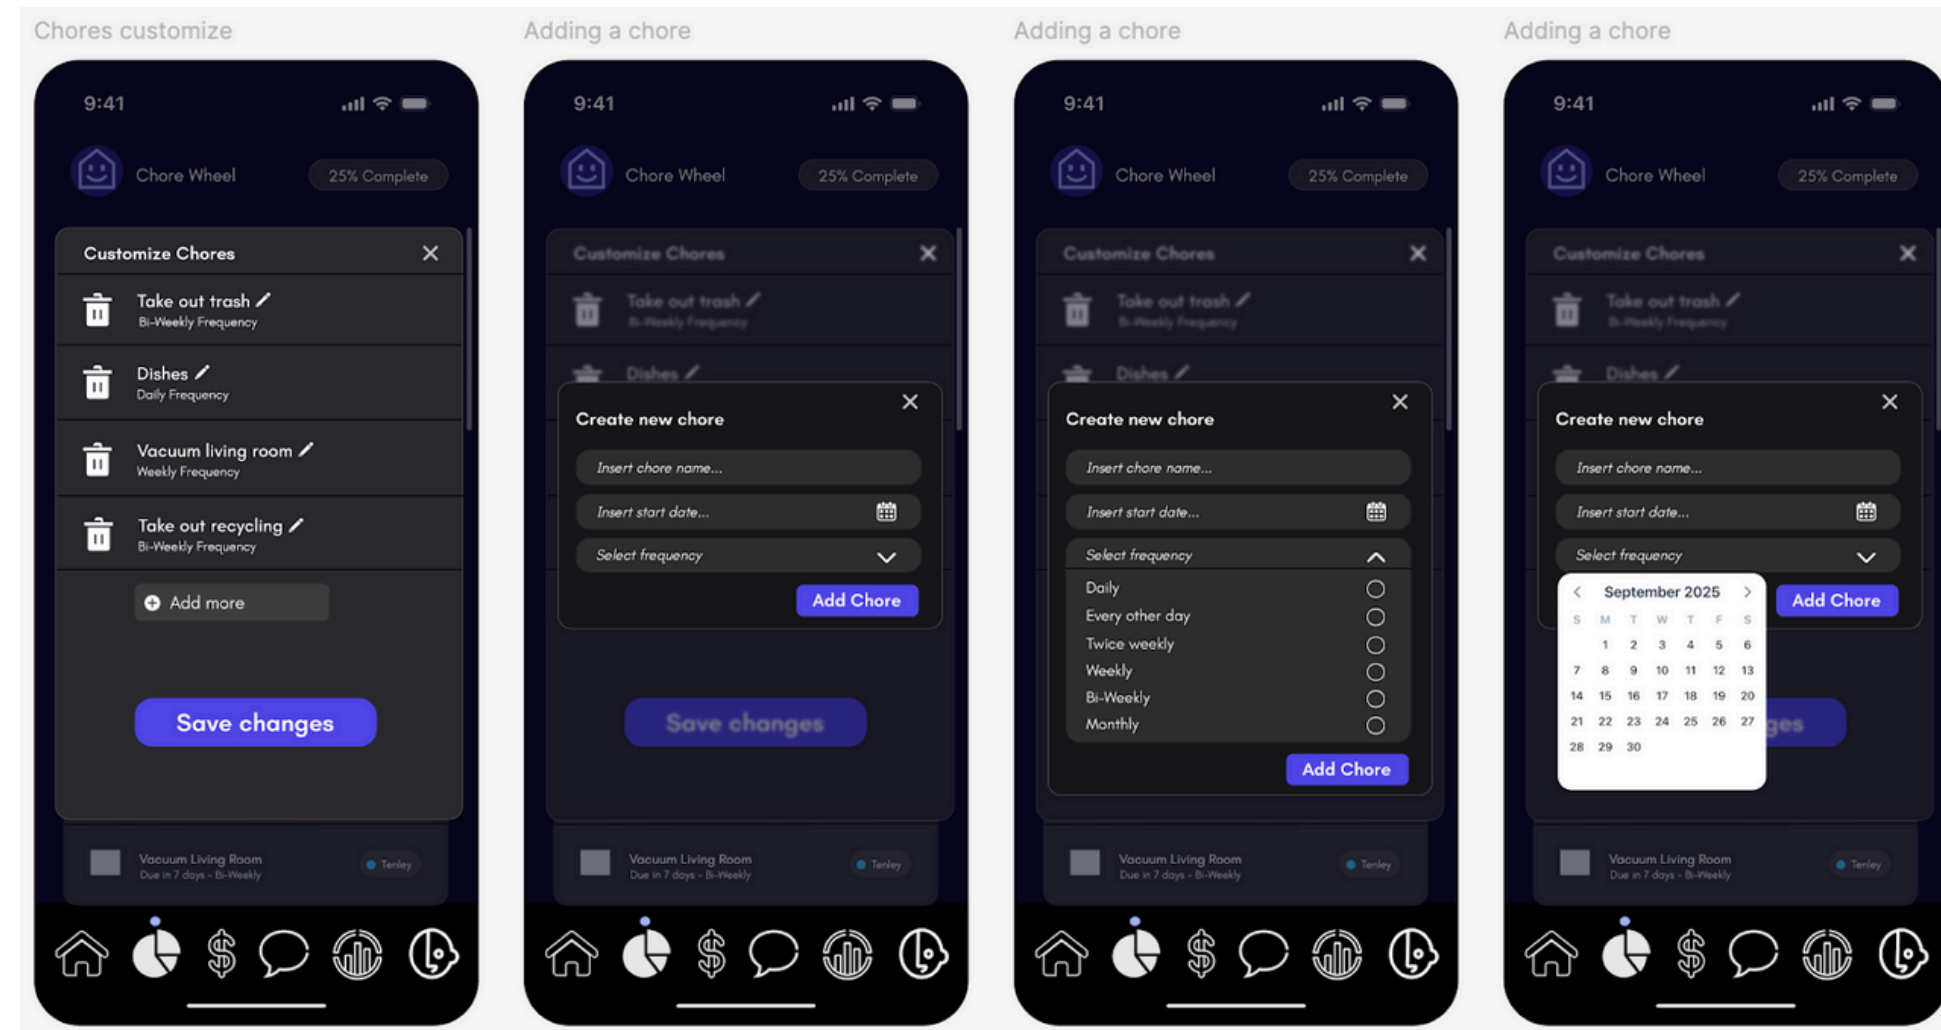 Chores customize
9:41
Chore Wheel
25% Complete
Customize Chores
Take out trash
Bi-Weekly Frequency
Dishes
Daily Frequency
Vacuum living room
Weekly Frequency
Take out recycling
Bi-Weekly Frequency
Add more
Save changes
Vacuum Living Room
Due in 7 days - Bi-Weekly
Tenley
Adding a chore
9:41
Chore Wheel
25% Complete
Customize Chores
Take out trash
Bi-Weekly Frequency
Dishes
Create new chore
Insert chore name...
Insert start date...
Select frequency
Add Chore
Save changes
Vacuum Living Room
Due in 7 days - Bi-Weekly
Tenley
Adding a chore
9:41
Chore Wheel
25% Complete
Customize Chores
Take out trash
Bi-Weekly Frequency
Dishes
Create new chore
Insert chore name...
Insert start date...
Select frequency
Daily
Every other day
Twice weekly
Weekly
Bi-Weekly
Monthly
Add Chore
Vacuum Living Room
Due in 7 days - Bi-Weekly
Tenley
Adding a chore
9:41
Chore Wheel
25% Complete
Customize Chores
Take out trash
Bi-Weekly Frequency
Dishes
Create new chore
Insert chore name...
Insert start date...
Select frequency
September 2025
S M T W T F S
1 2 3 4 5 6
7 8 9 10 11 12 13
14 15 16 17 18 19 20
21 22 23 24 25 26 27
28 29 30
Add Chore
ges
Vacuum Living Room
Due in 7 days - Bi-Weekly
Tenley